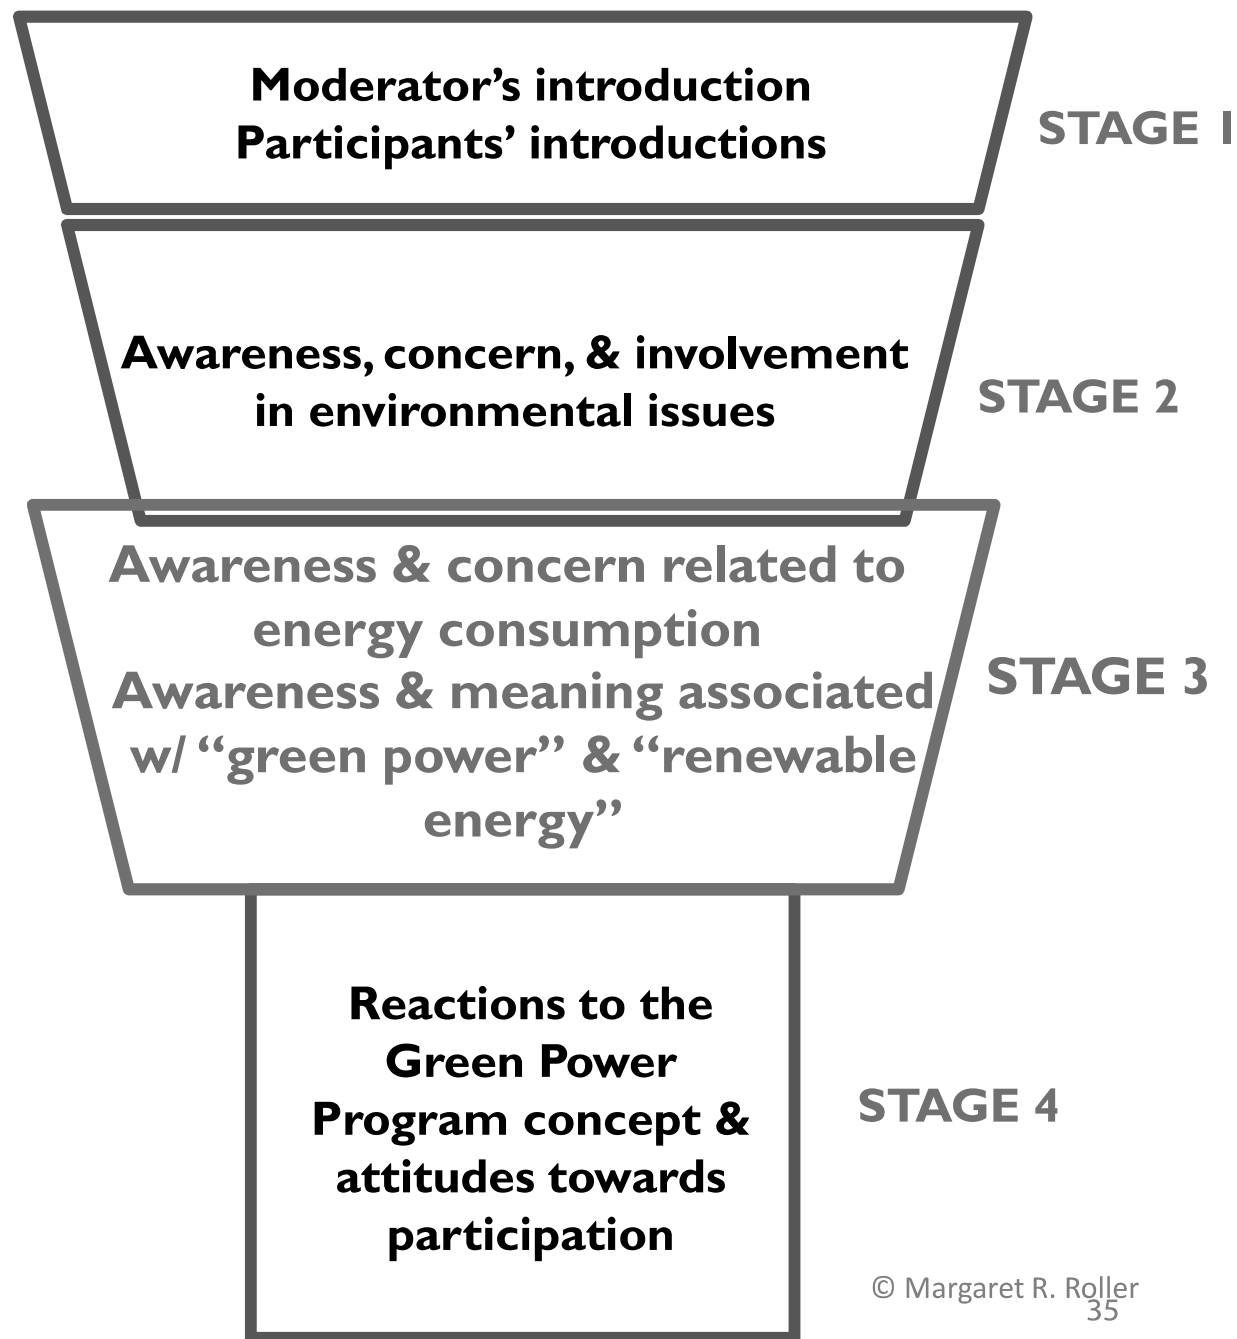 Moderator’s introduction
Participants’ introductions
STAGE 1
Awareness, concern, & involvement
in environmental issues
STAGE 2
Awareness & concern related to
energy consumption
Awareness & meaning associated
w/ “green power” & “renewable
energy”
STAGE 3
Reactions to the
Green Power
Program concept &
attitudes towards
participation
STAGE 4
© Margaret R. Roller
35